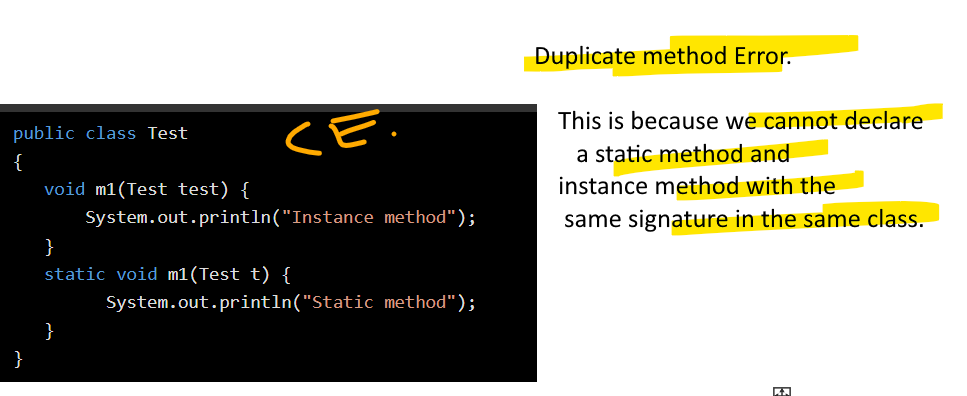 Duplicate method Error.
public class Test
CE.
{
void m1(Test test) {
System.out.println("Instance method");
}
static void m1(Test t) {
System.out.println("Static method");
}
}
This is because we cannot declare
a static method and
instance method with the
same signature in the same class.